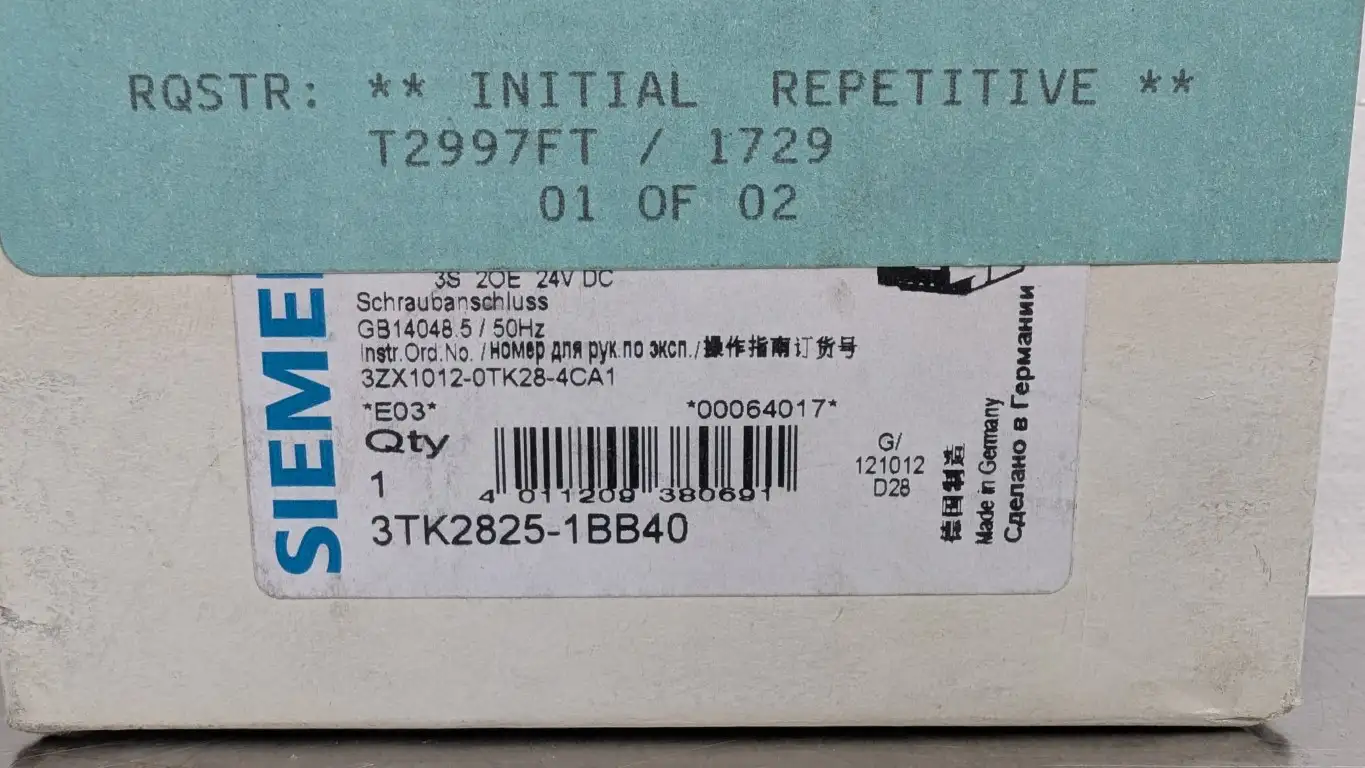 RQSTR: ** INITIAL REPETITIVE **
T2997FT / 1729
01 OF 02
SIEME
3S 2OE 24V DC
Schraubanschluss
GB14048.5 / 50Hz
Instr.Ord.No. /номер для рук.по эксп./操作指南订货号
3ZX1012-0TK28-4CA1
*E03* *00064017*
Qty
1
4 011209 380691
3TK2825-1BB40
G/
121012
D28
德国制造
Made in Germany
Сделано в Германии